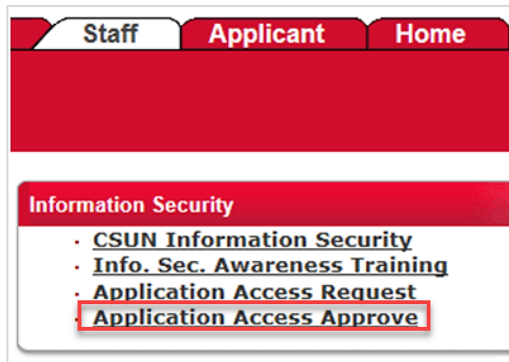 Staff Applicant Home
Information Security
· CSUN Information Security
· Info. Sec. Awareness Training
· Application Access Request
· Application Access Approve